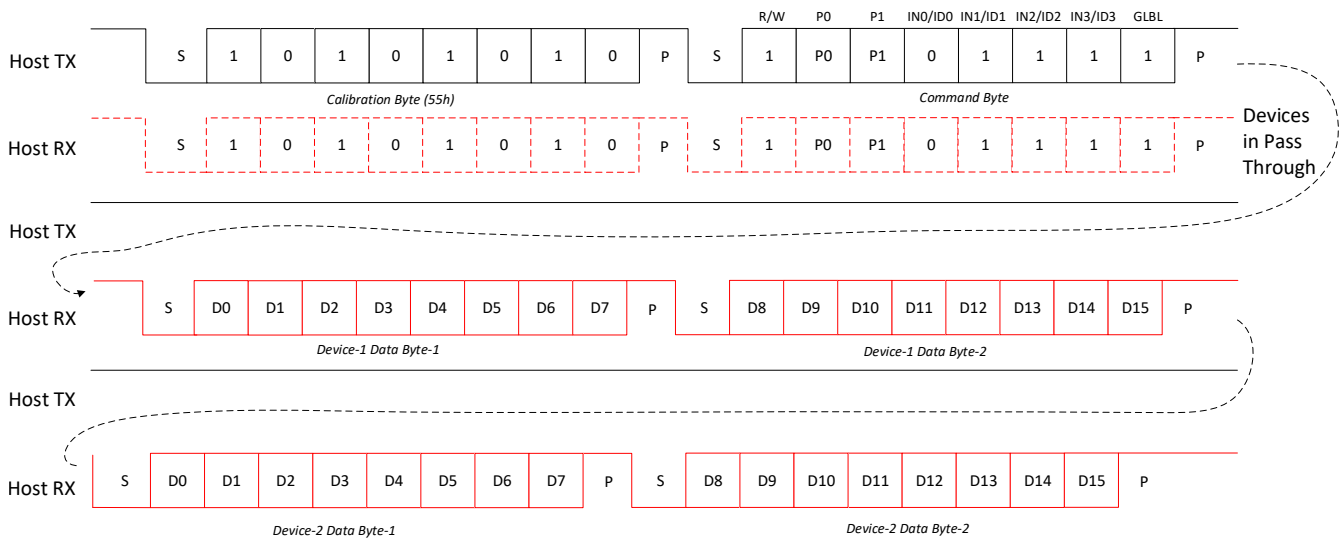 R/W P0 P1 IN0/ID0 IN1/ID1 IN2/ID2 IN3/ID3 GLBL
Host TX S 1 0 1 0 1 0 1 0 P S 1 P0 P1 0 1 1 1 1 P
Calibration Byte (55h) Command Byte
Host RX S 1 0 1 0 1 0 1 0 P S 1 P0 P1 0 1 1 1 1 P
Devices
in Pass
Through
Host TX
Host RX S D0 D1 D2 D3 D4 D5 D6 D7 P S D8 D9 D10 D11 D12 D13 D14 D15 P
Device-1 Data Byte-1 Device-1 Data Byte-2
Host TX
Host RX S D0 D1 D2 D3 D4 D5 D6 D7 P S D8 D9 D10 D11 D12 D13 D14 D15 P
Device-2 Data Byte-1 Device-2 Data Byte-2